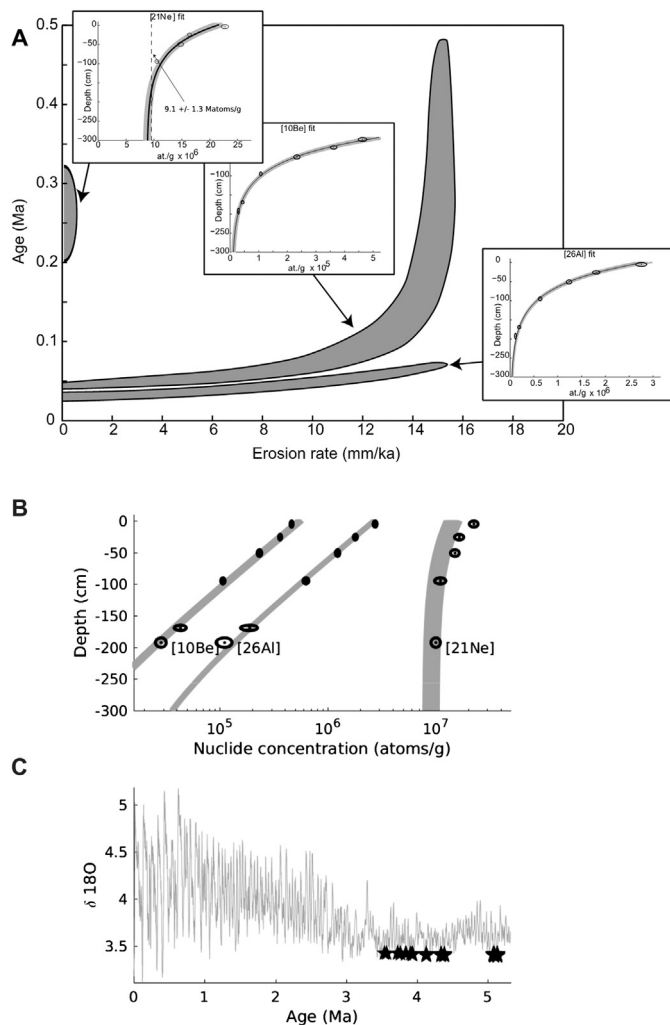 A
[21Ne] fit
Depth (cm)
0
−50
−100
−150
−200
−250
−300
0
5
10
15
20
25
30
9.1 +/- 1.3 Matoms/g
at./g x 10^6
[10Be] fit
Depth (cm)
0
−50
−100
−150
−200
−250
−300
0
1
2
3
4
5
at./g x 10^5
[26Al] fit
Depth (cm)
0
−50
−100
−150
−200
−250
−300
0
0.5
1
1.5
2
2.5
3
at./g x 10^6
Age (Ma)
0.5
0.4
0.3
0.2
0.1
0
0 2 4 6 8 10 12 14 16 18 20
Erosion rate (mm/ka)
B
Depth (cm)
0
-50
-100
-150
-200
-250
-300
[10Be] [26Al] [21Ne]
10^5 10^6 10^7
Nuclide concentration (atoms/g)
C
δ 18O
5
4.5
4
3.5
0 1 2 3 4 5
Age (Ma)